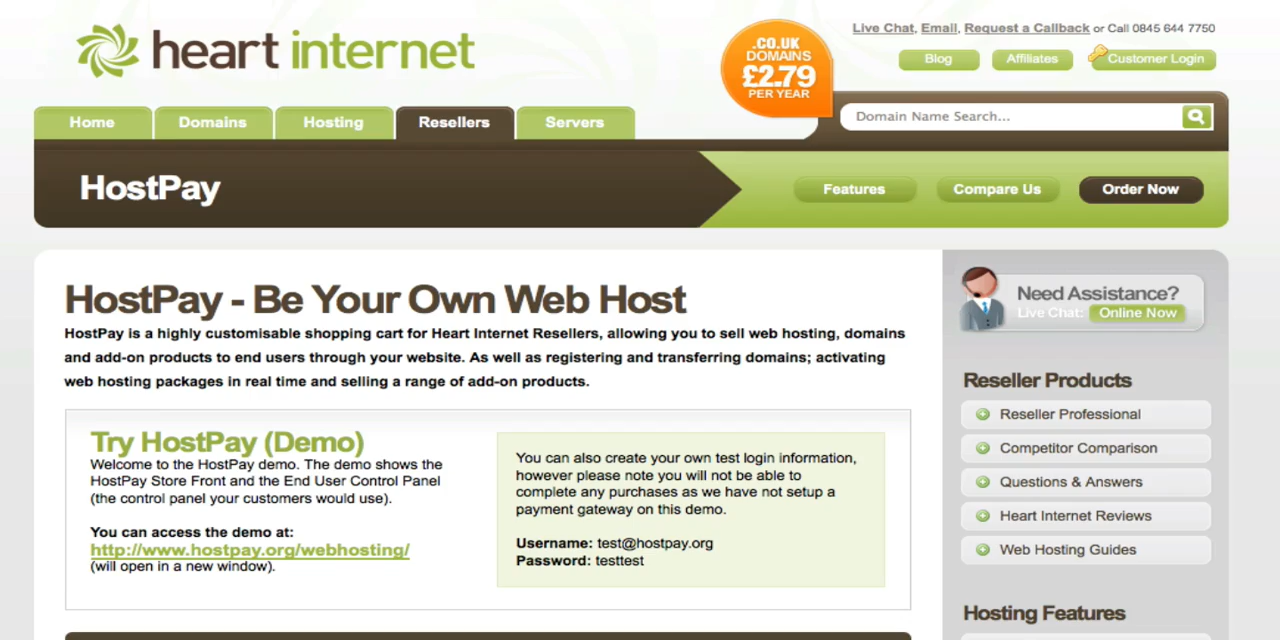 heart internet
.CO.UK
DOMAINS
£2.79
PER YEAR
Live Chat, Email, Request a Callback or Call 0845 644 7750
Blog
Affiliates
Customer Login
Home
Domains
Hosting
Resellers
Servers
Domain Name Search...
HostPay
Features
Compare Us
Order Now
HostPay - Be Your Own Web Host
HostPay is a highly customisable shopping cart for Heart Internet Resellers, allowing you to sell web hosting, domains
and add-on products to end users through your website. As well as registering and transferring domains; activating
web hosting packages in real time and selling a range of add-on products.
Try HostPay (Demo)
Welcome to the HostPay demo. The demo shows the
HostPay Store Front and the End User Control Panel
(the control panel your customers would use).
You can access the demo at:
http://www.hostpay.org/webhosting/
(will open in a new window).
You can also create your own test login information,
however please note you will not be able to
complete any purchases as we have not setup a
payment gateway on this demo.
Username: test@hostpay.org
Password: testtest
Need Assistance?
Live Chat: Online Now
Reseller Products
Reseller Professional
Competitor Comparison
Questions & Answers
Heart Internet Reviews
Web Hosting Guides
Hosting Features